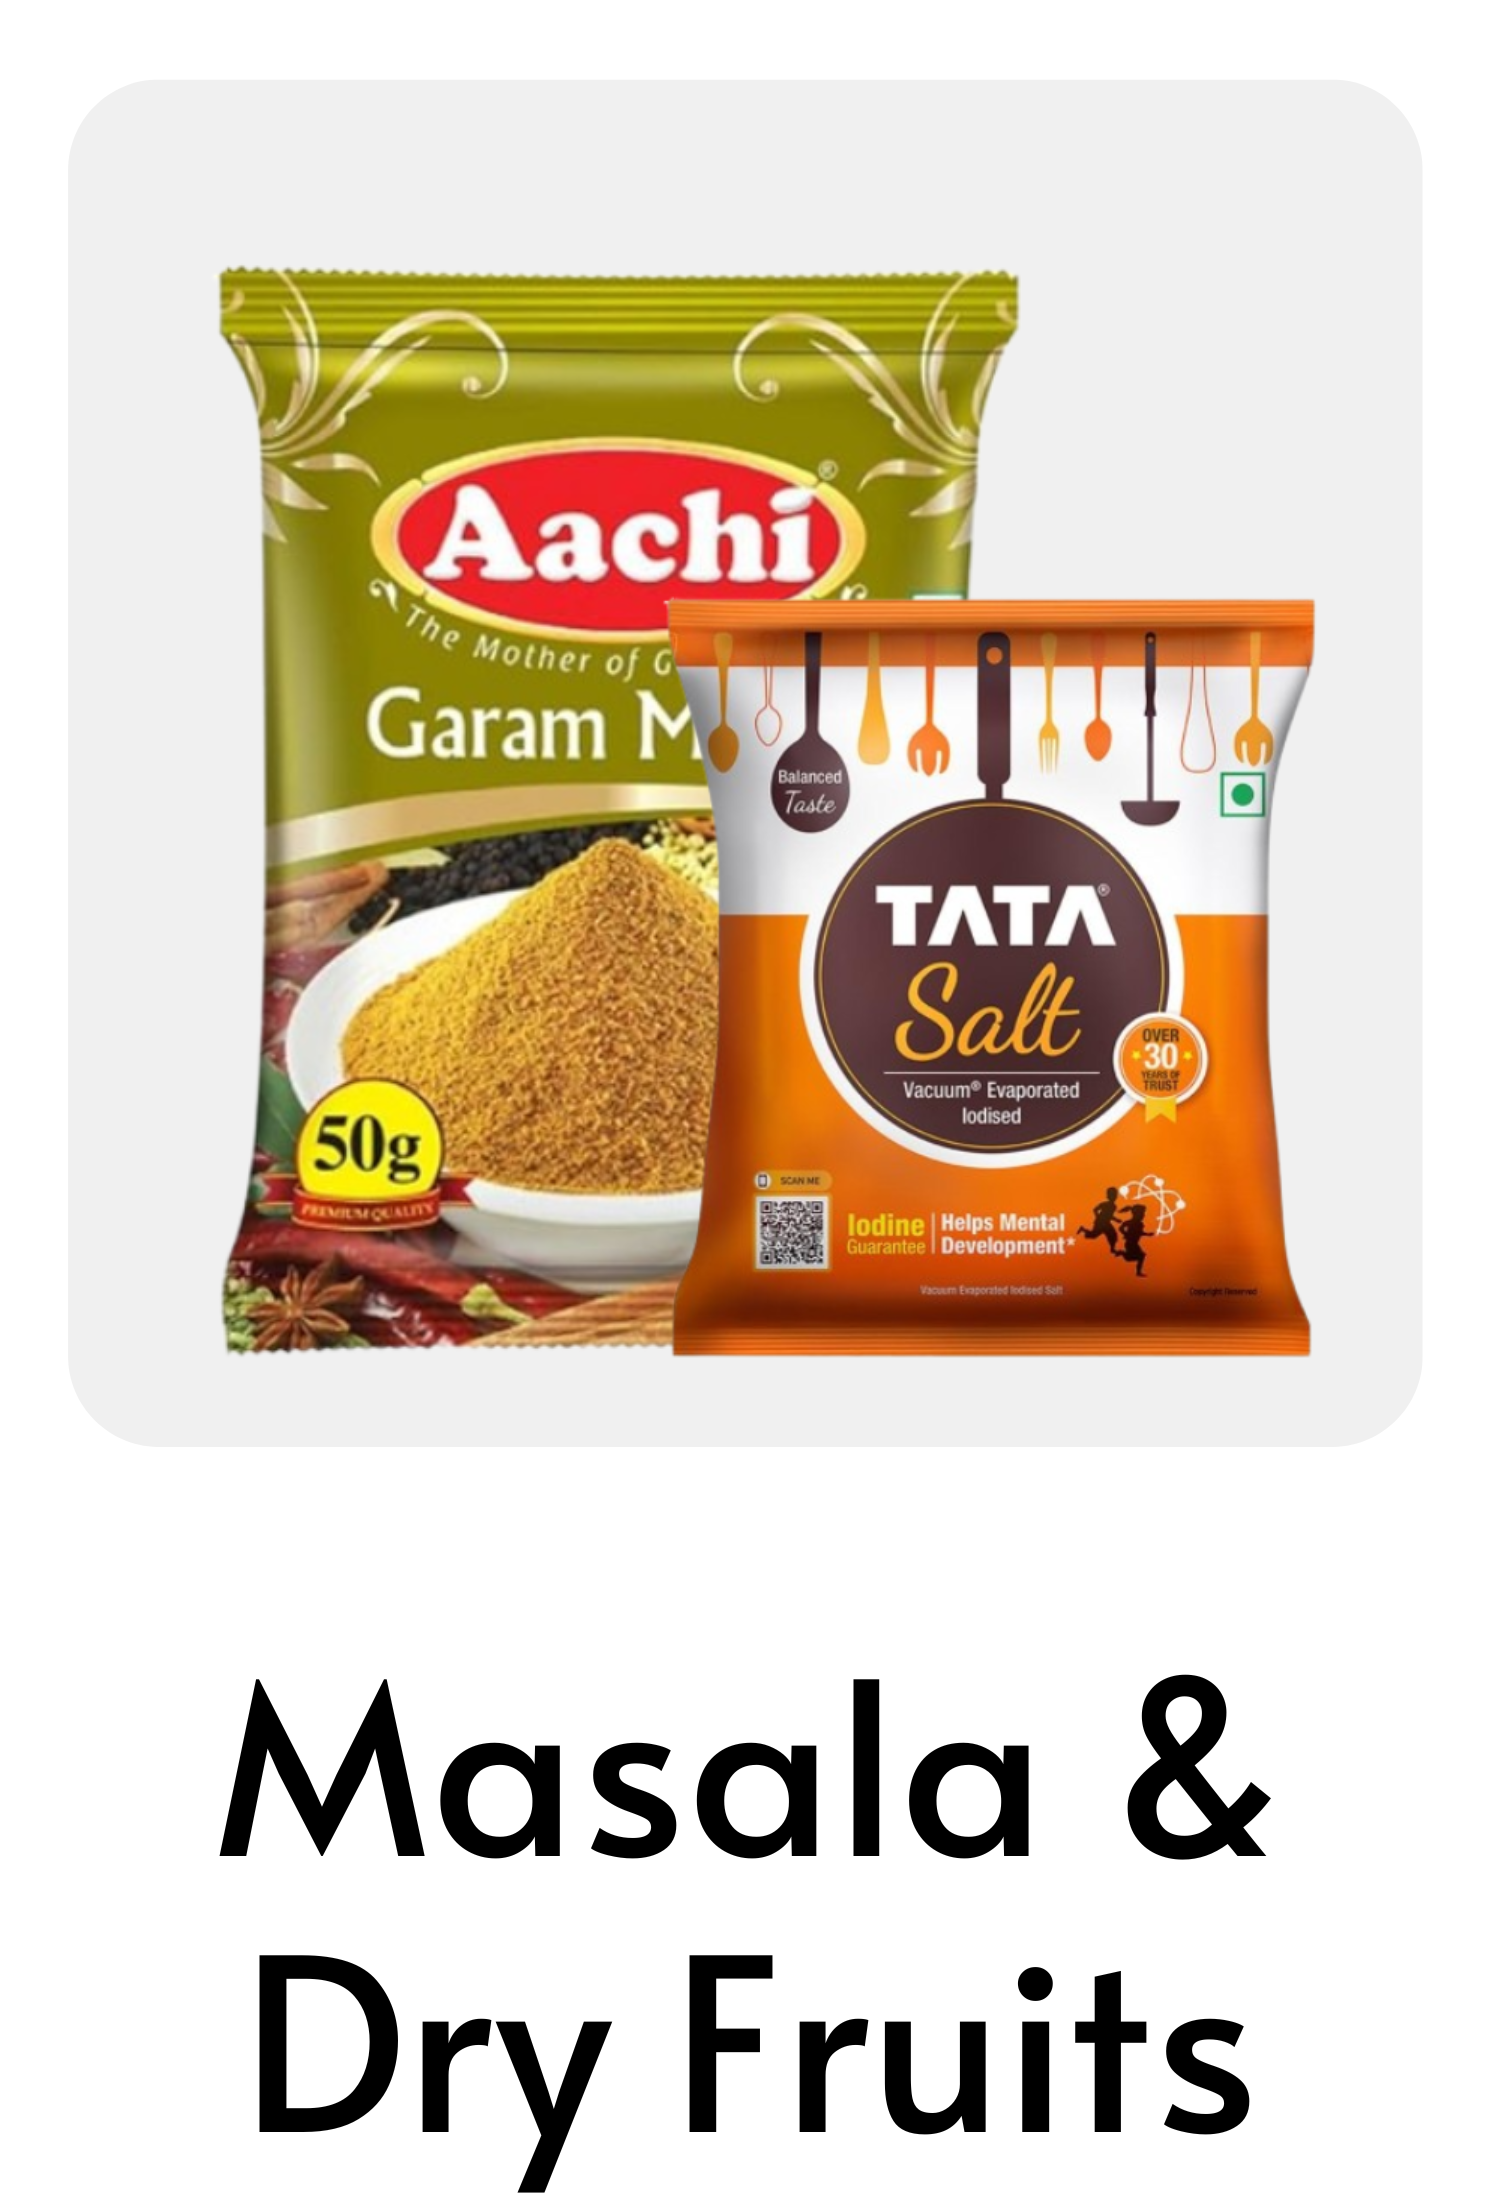 Aachi®
The Mother of G
Garam M
50g
PREMIUM QUALITY
Balanced
Taste
TATA®
Salt
Vacuum® Evaporated
Iodised
OVER
30
YEARS OF
TRUST
SCAN ME
Iodine Helps Mental
Guarantee Development*
Vacuum Evaporated Iodised Salt
Copyright Reserved
Masala &
Dry Fruits